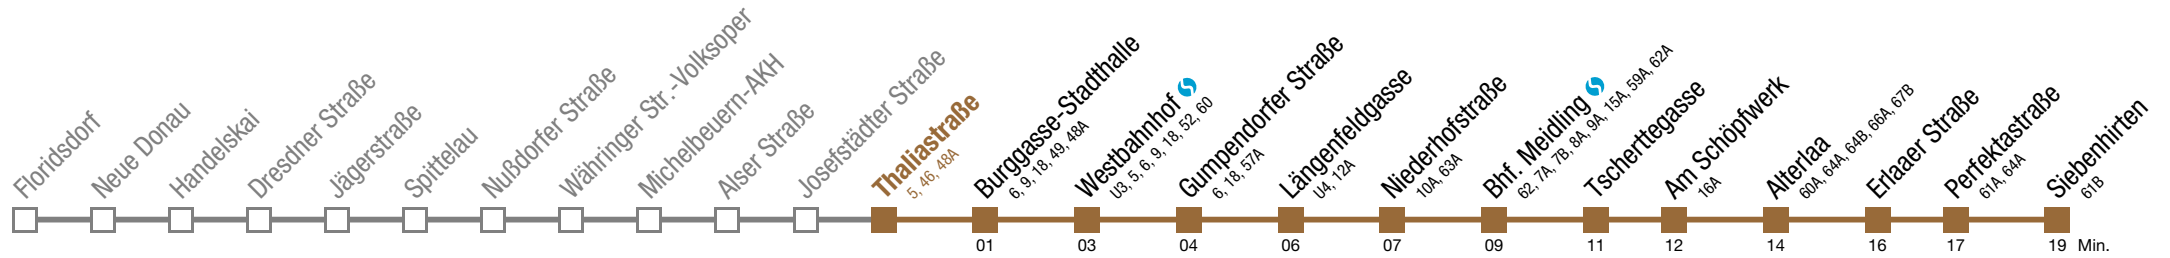 Floridsdorf
Neue Donau
Handelskai
Dresdner Straße
Jägerstraße
Spittelau
Nußdorfer Straße
Währinger Str.-Volksoper
Michelbeuern-AKH
Alser Straße
Josefstädter Straße
Thaliastraße
5, 46, 48A
Burggasse-Stadthalle
6, 9, 18, 49, 48A
Westbahnhof
U3, 5, 6, 9, 18, 52, 60
Gumpendorfer Straße
6, 18, 57A
Längenfeldgasse
U4, 12A
Niederhofstraße
10A, 63A
Bhf. Meidling
62, 7A, 7B, 8A, 9A, 15A, 59A, 62A
Tscherttegasse
Am Schöpfwerk
16A
Alterlaa
60A, 64A, 64B, 66A, 67B
Erlaaer Straße
Perfektastraße
61A, 64A
Siebenhirten
61B
01 03 04 06 07 09 11 12 14 16 17 19 Min.